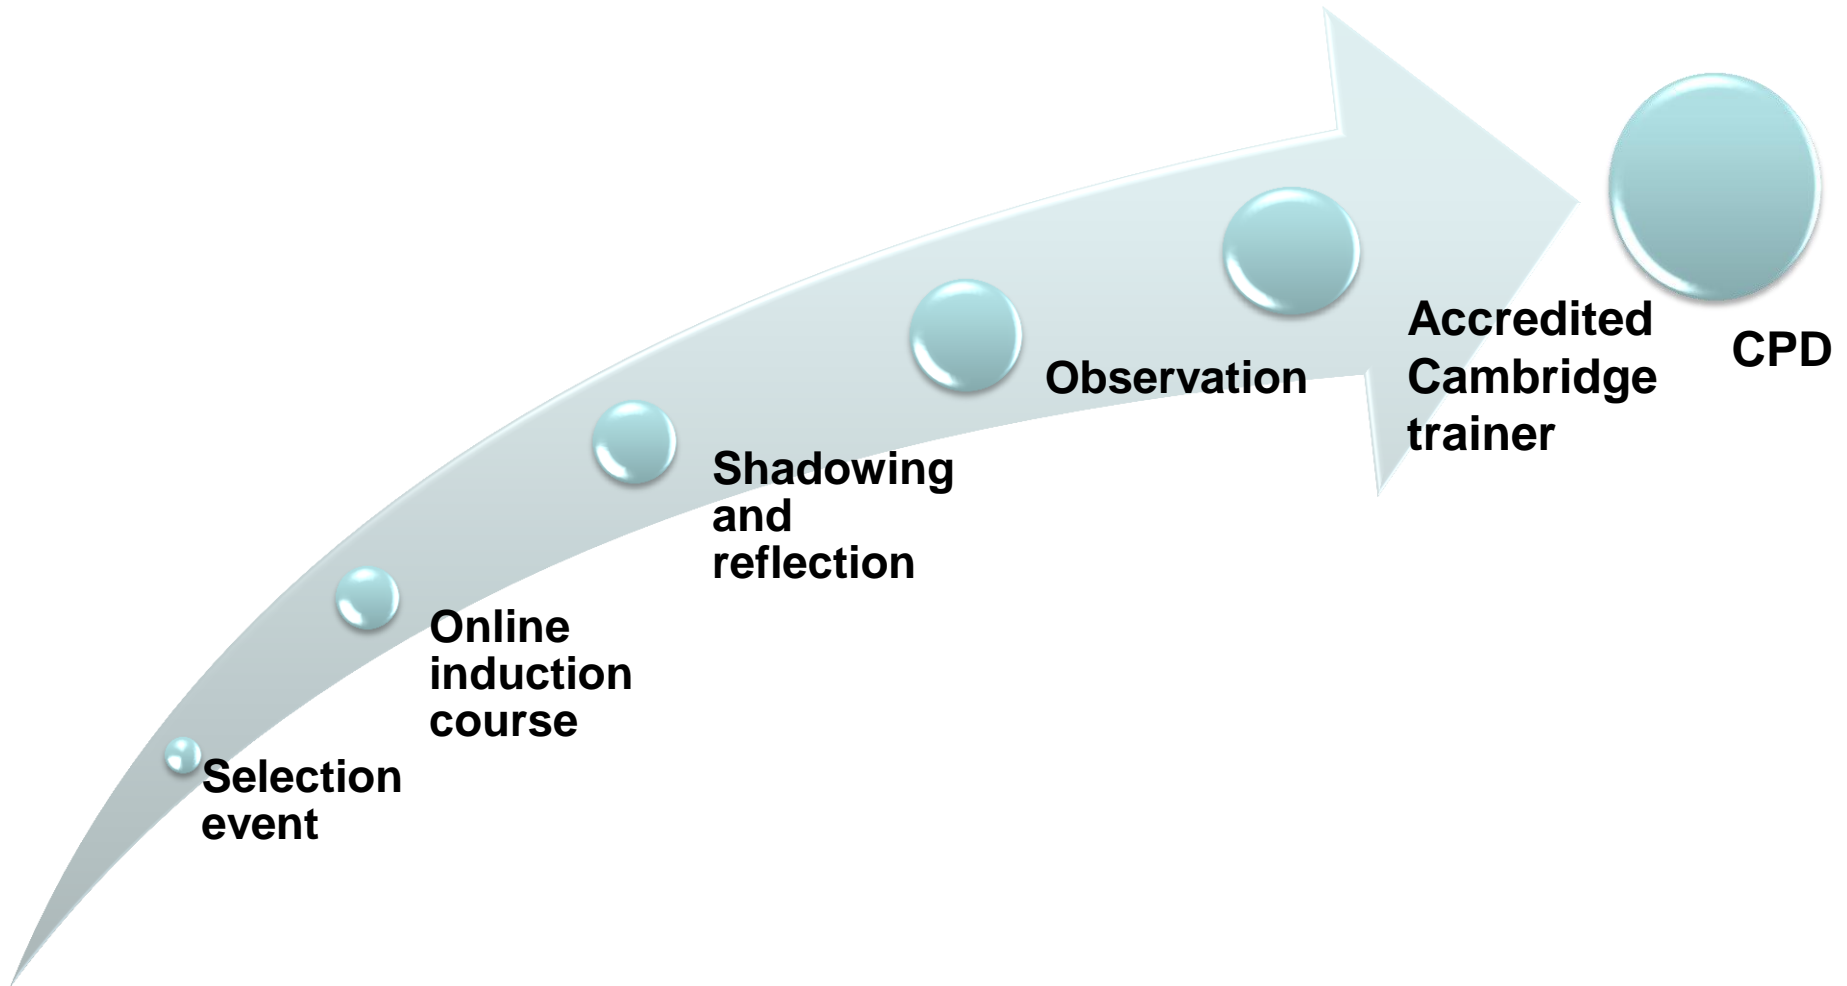 Selection
event
Online
induction
course
Shadowing
and
reflection
Observation
Accredited
Cambridge
trainer
CPD